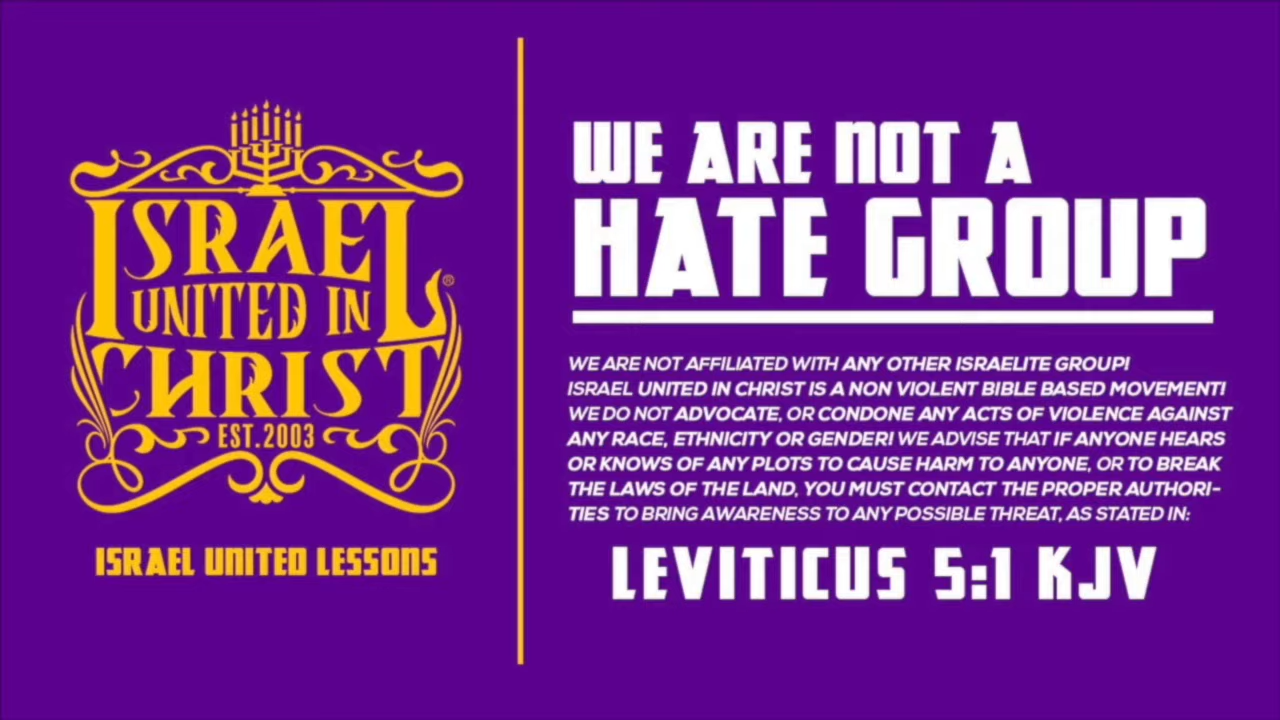 ISRAEL
UNITED IN
CHRIST
EST. 2003
®
ISRAEL UNITED LESSONS
WE ARE NOT A
HATE GROUP
WE ARE NOT AFFILIATED WITH ANY OTHER ISRAELITE GROUP!
ISRAEL UNITED IN CHRIST IS A NON VIOLENT BIBLE BASED MOVEMENT!
WE DO NOT ADVOCATE, OR CONDONE ANY ACTS OF VIOLENCE AGAINST
ANY RACE, ETHNICITY OR GENDER! WE ADVISE THAT IF ANYONE HEARS
OR KNOWS OF ANY PLOTS TO CAUSE HARM TO ANYONE, OR TO BREAK
THE LAWS OF THE LAND, YOU MUST CONTACT THE PROPER AUTHORI-
TIES TO BRING AWARENESS TO ANY POSSIBLE THREAT, AS STATED IN:
LEVITICUS 5:1 KJV